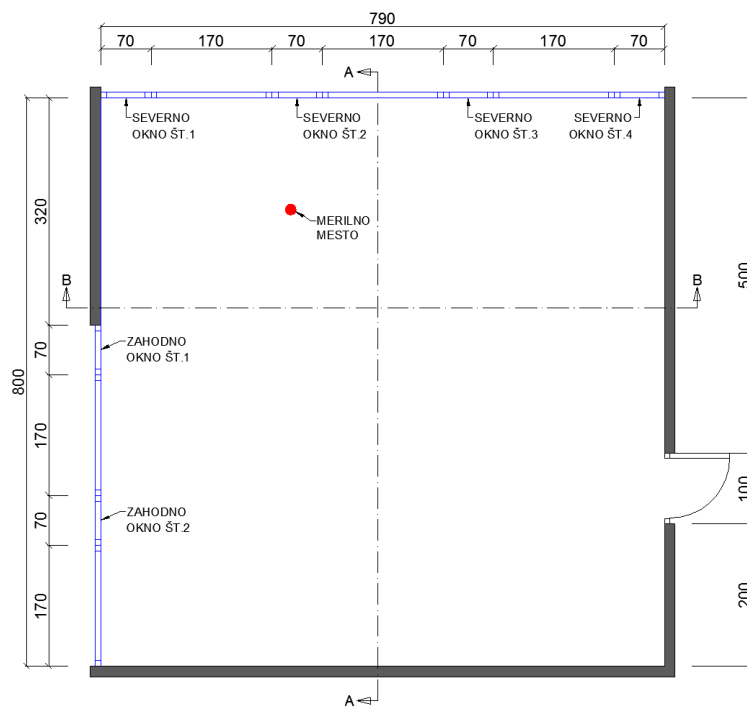 790
70 170 70 170 70 170 70
A
SEVERNO
OKNO ŠT.1
SEVERNO
OKNO ŠT.2
SEVERNO
OKNO ŠT.3
SEVERNO
OKNO ŠT.4
320
MERILNO
MESTO
500
B
B
ZAHODNO
OKNO ŠT.1
70
800
170
100
ZAHODNO
OKNO ŠT.2
70
170
200
A